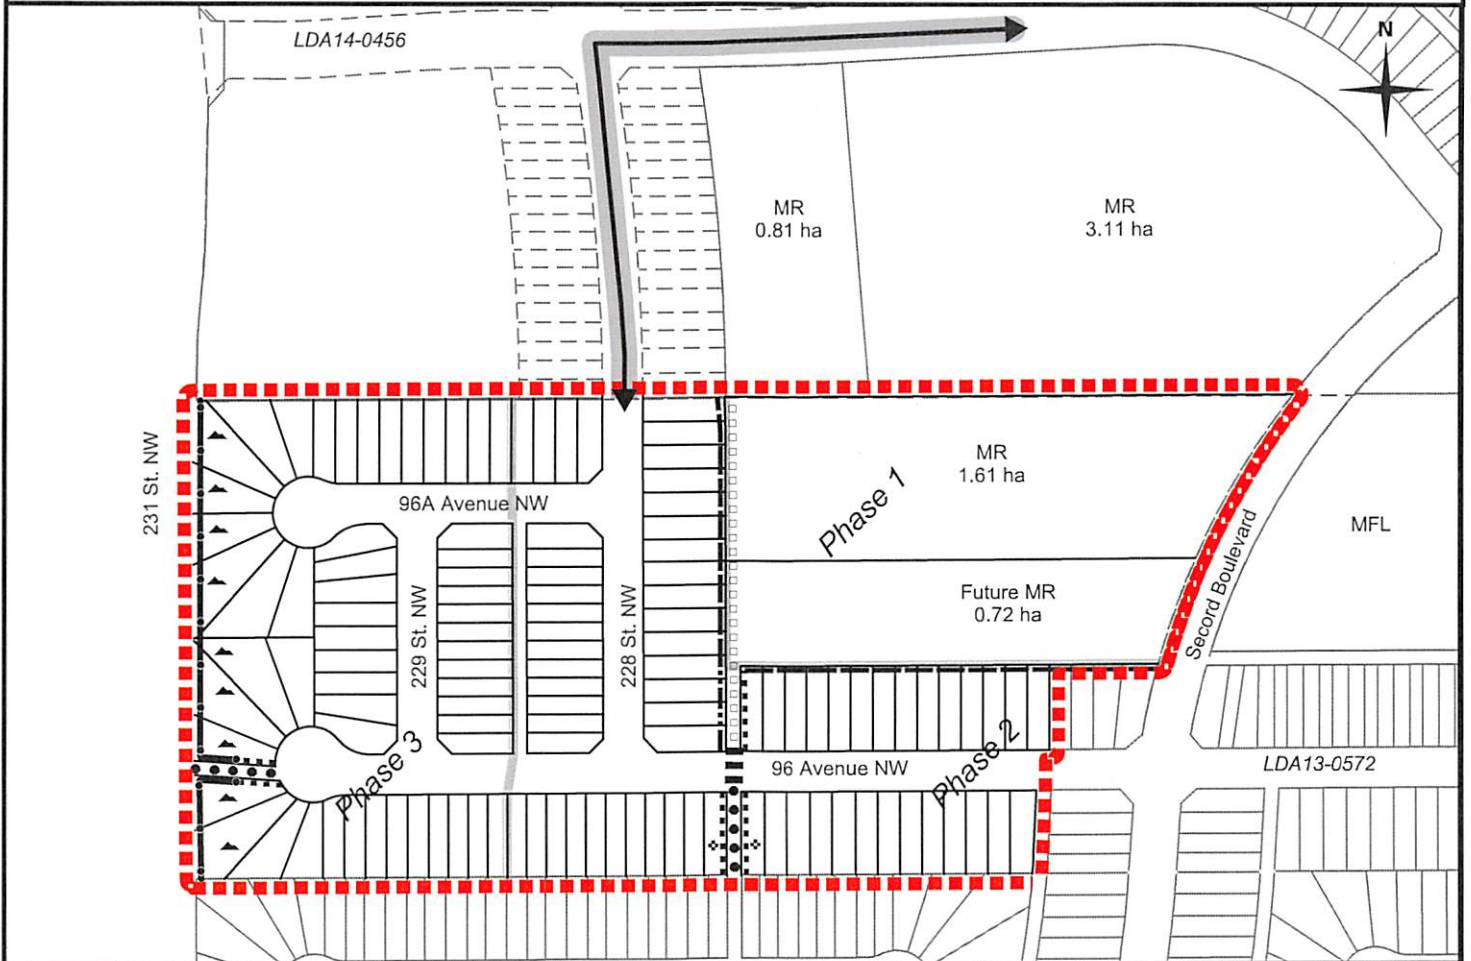 LDA14-0456
N
MR
0.81 ha
MR
3.11 ha
231 St. NW
96A Avenue NW
229 St. NW
228 St. NW
MR
1.61 ha
Phase 1
Future MR
0.72 ha
Second Boulevard
MFL
Phase 3
96 Avenue NW
Phase 2
LDA13-0572